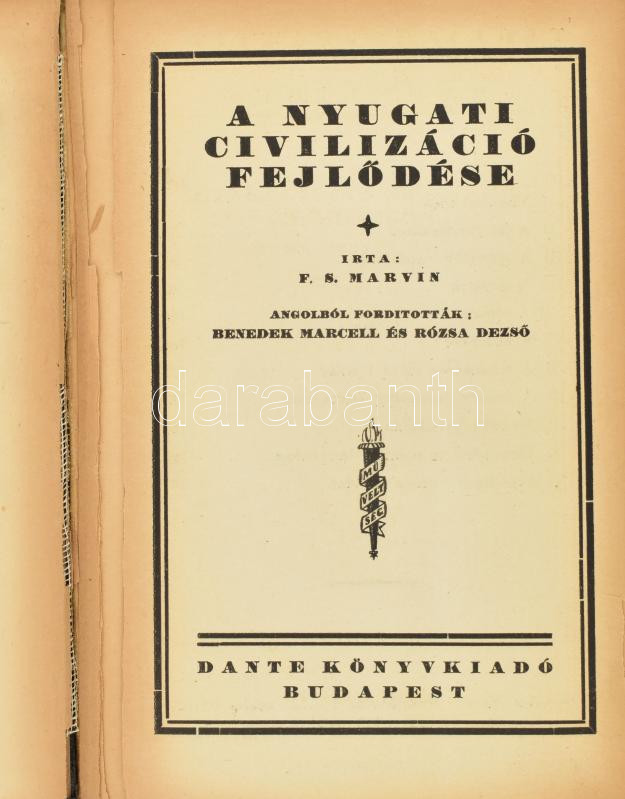 A NYUGATI
CIVILIZÁCIÓ
FEJLŐDÉSE
IRTA:
F. S. MARVIN
ANGOLBÓL FORDITOTTÁK:
BENEDEK MARCELL ÉS RÓZSA DEZSŐ
darabanth
MŰ
VELT
SÉG
DANTE KÖNYVKIADÓ
BUDAPEST